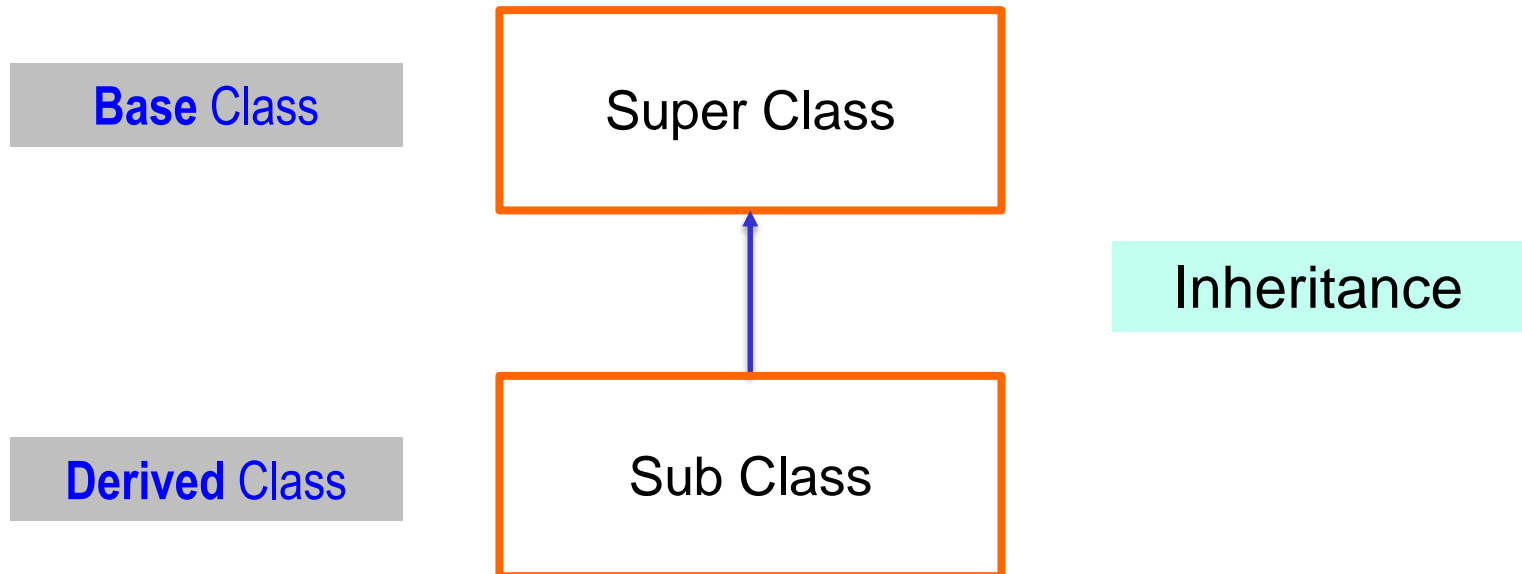 Base Class
Super Class
Inheritance
Derived Class
Sub Class